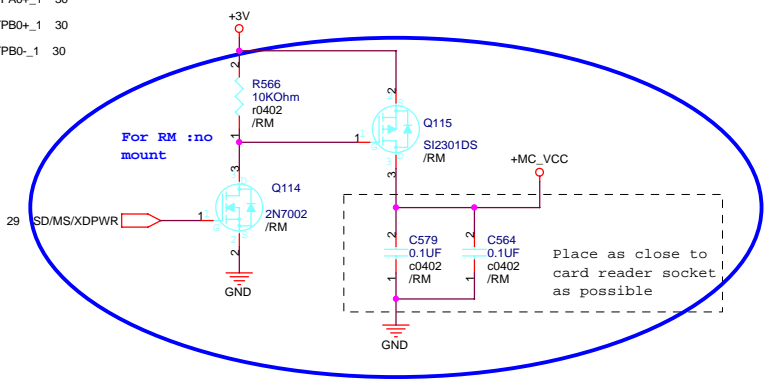 PA0+_1 30
PB0+_1 30
PB0-_1 30
+3V
2
R566
10KOhm
r0402
/RM
1
2
Q115
SI2301DS
/RM
1
3
For RM :no
mount
3
Q114
2N7002
/RM
1
2
29 SD/MS/XDPWR
GND
+MC_VCC
2
C579
0.1UF
c0402
/RM
1
2
C564
0.1UF
c0402
/RM
1
Place as close to
card reader socket
as possible
GND